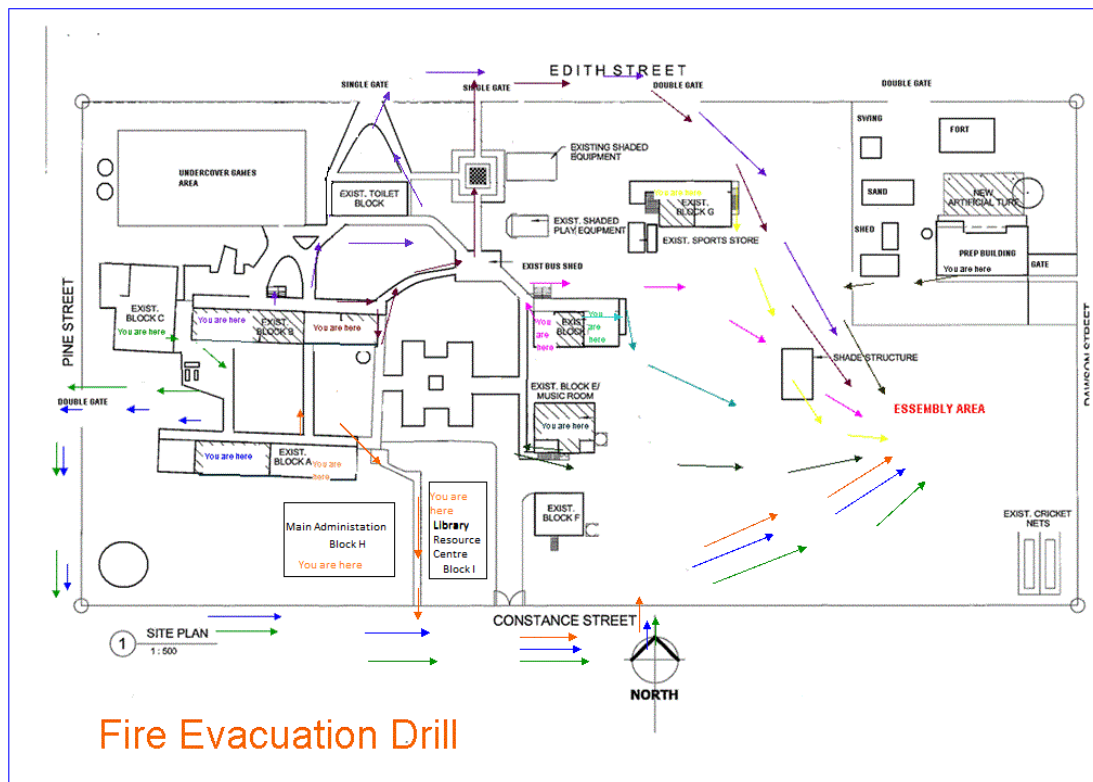 EDITH STREET
SINGLE GATE
SINGLE GATE
DOUBLE GATE
DOUBLE GATE
SWING
FORT
UNDERCOVER GAMES
AREA
EXISTING SHADED
EQUIPMENT
EXIST. TOILET
BLOCK
You are here
EXIST.
BLOCK G
SAND
NEW
ARTIFICIAL TURF
EXIST. SHADED
PLAY EQUIPMENT
EXIST. SPORTS STORE
SHED
PREP BUILDING
You are here
GATE
EXIST BUS SHED
PINE STREET
EXIST.
BLOCK C
You are here
You are here
EXIST.
BLOCK B
You are here
You
are
here
EXIST.
BLOCK
You
are
here
SHADE STRUCTURE
DAWSON STREET
DOUBLE GATE
EXIST. BLOCK E/
MUSIC ROOM
You are here
ESSEMBLY AREA
You are here
EXIST.
BLOCK A
You are
here
Main Administation
Block H
You are here
You are
here
Library
Resource
Centre
Block I
EXIST.
BLOCK F
EXIST. CRICKET
NETS
CONSTANCE STREET
1
SITE PLAN
1 : 500
NORTH
Fire Evacuation Drill